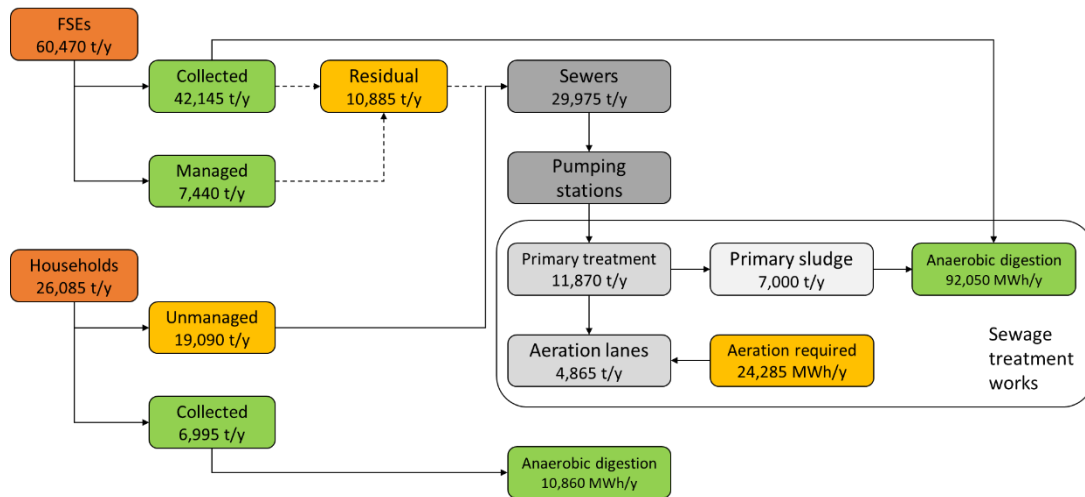 FSEs
60,470 t/y
Collected
42,145 t/y
Residual
10,885 t/y
Sewers
29,975 t/y
Managed
7,440 t/y
Pumping
stations
Households
26,085 t/y
Primary treatment
11,870 t/y
Primary sludge
7,000 t/y
Anaerobic digestion
92,050 MWh/y
Unmanaged
19,090 t/y
Aeration lanes
4,865 t/y
Aeration required
24,285 MWh/y
Sewage
treatment
works
Collected
6,995 t/y
Anaerobic digestion
10,860 MWh/y